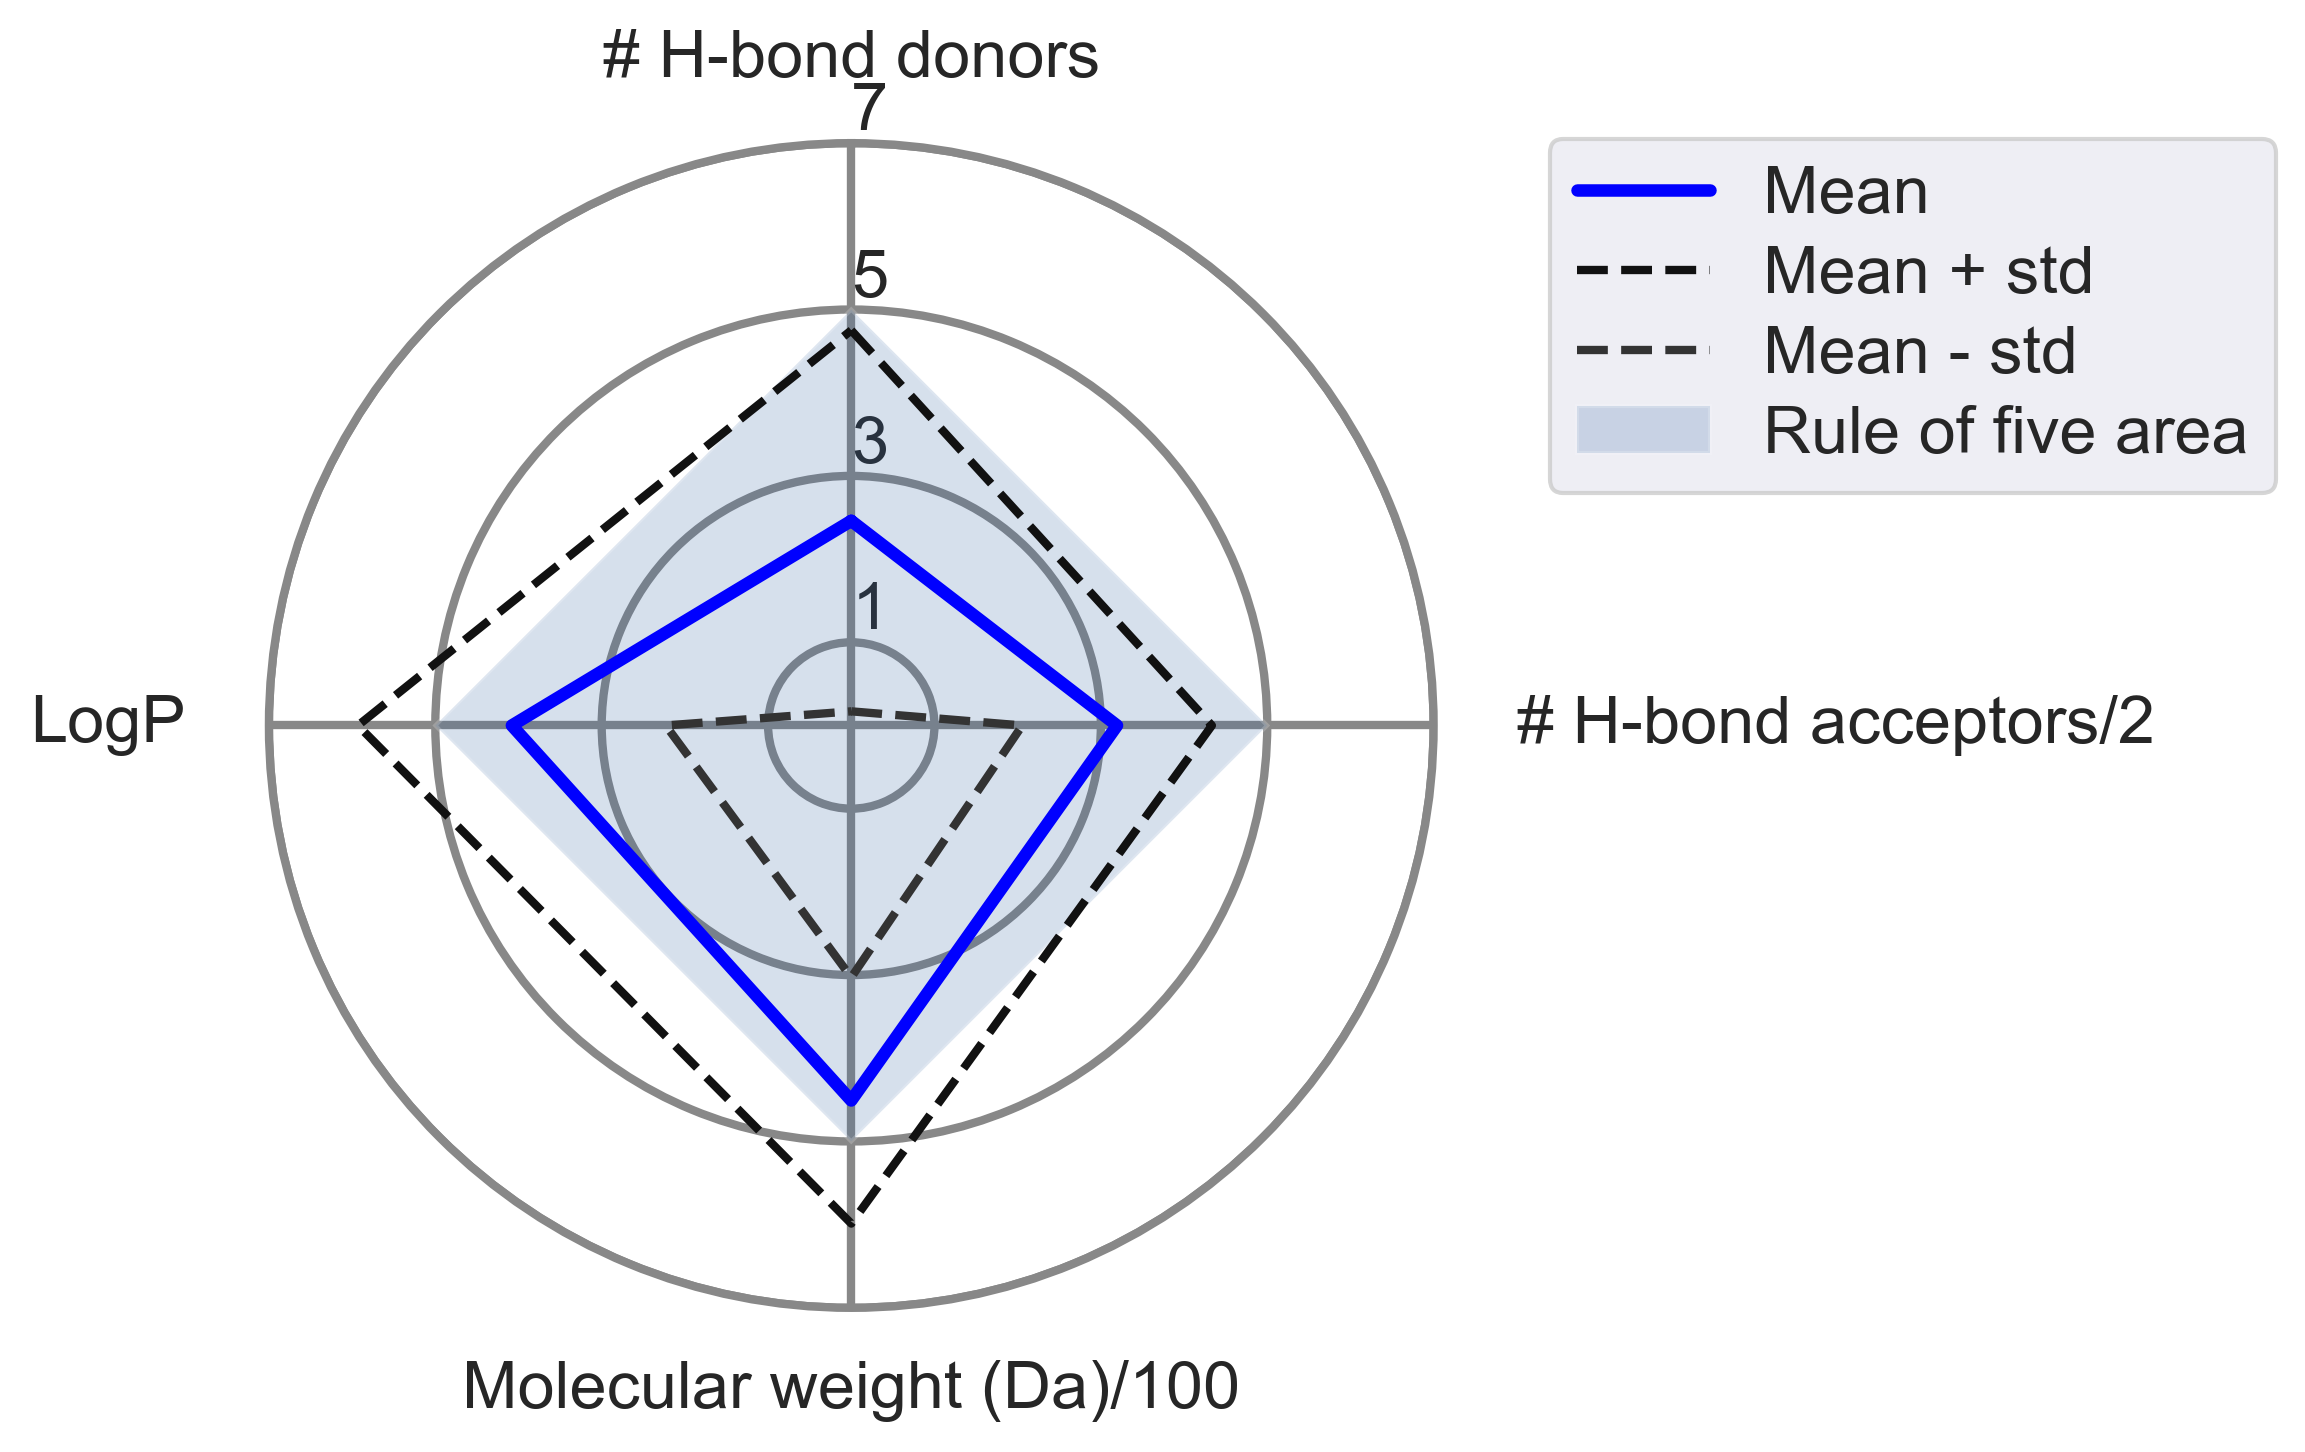 # H-bond donors
7
5
3
1
LogP
# H-bond acceptors/2
Molecular weight (Da)/100
Mean
Mean + std
Mean - std
Rule of five area